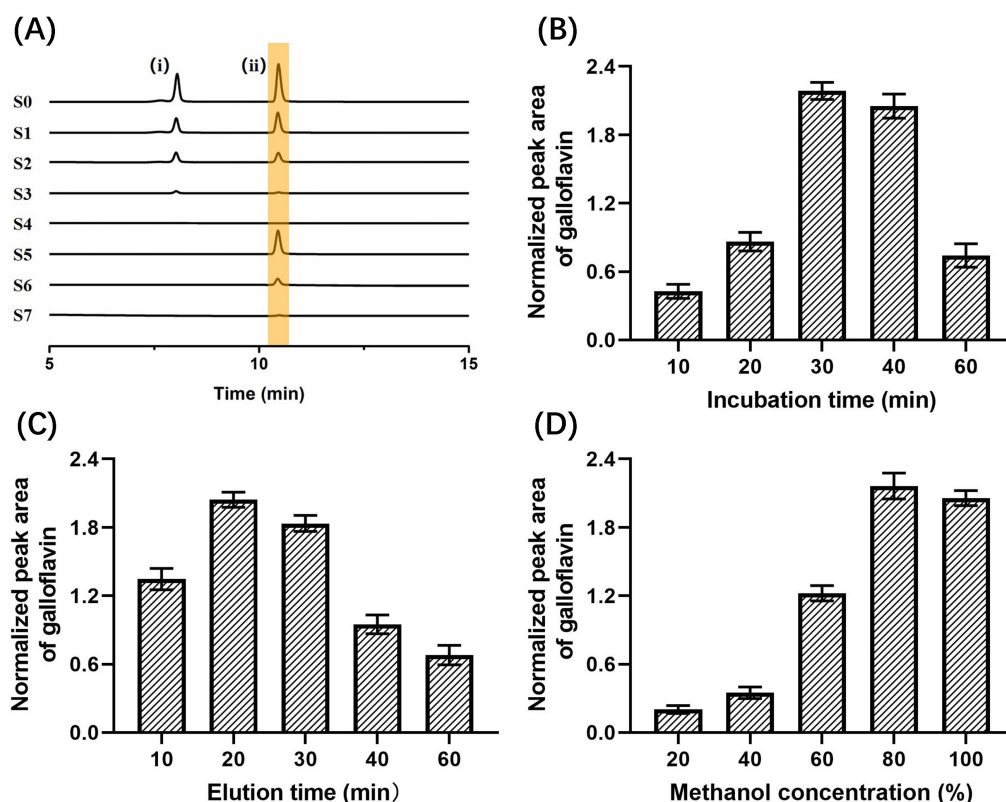 (A)
(i)
(ii)
S0
S1
S2
S3
S4
S5
S6
S7
5
10
15
Time (min)
(B)
Normalized peak area
of galloflavin
2.4
1.8
1.2
0.6
0.0
10
20
30
40
60
Incubation time (min)
(C)
Normalized peak area
of galloflavin
2.4
1.8
1.2
0.6
0.0
10
20
30
40
60
Elution time (min）
(D)
Normalized peak area
of galloflavin
2.4
1.8
1.2
0.6
0.0
20
40
60
80
100
Methanol concentration (%)